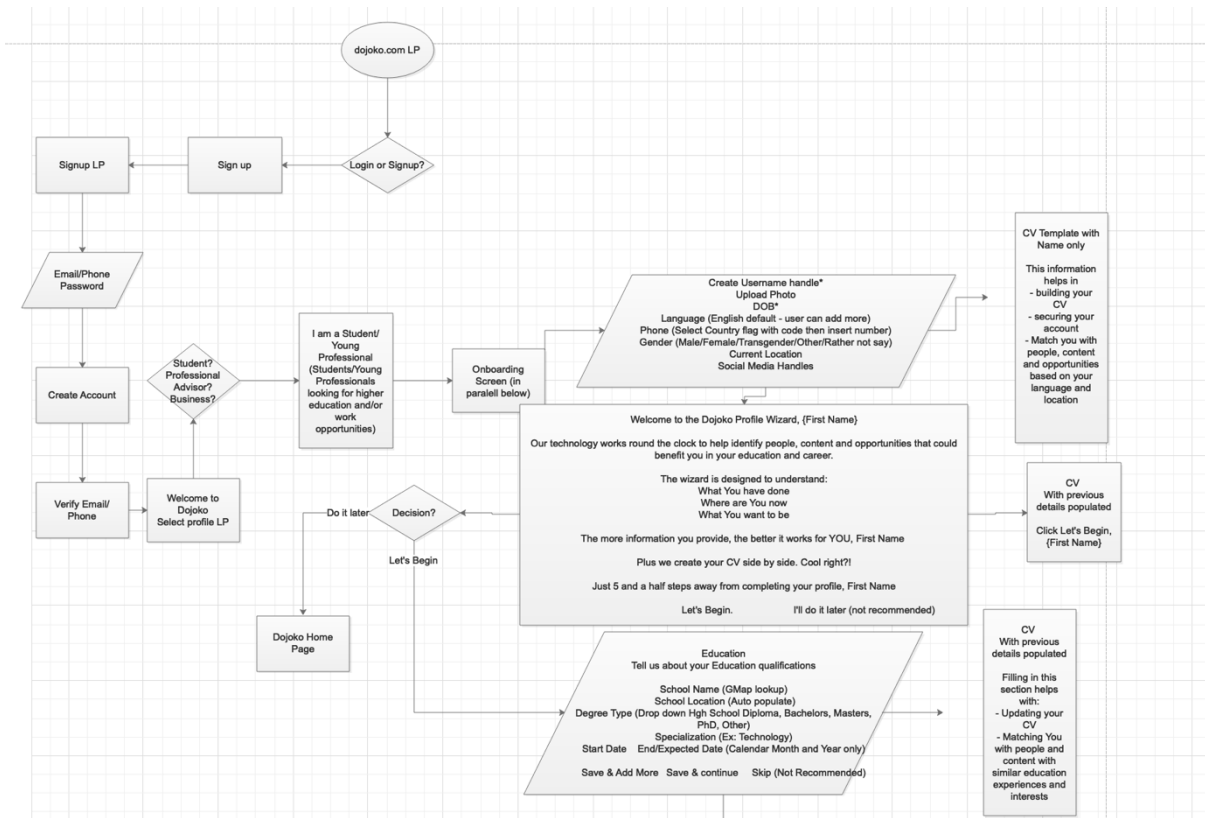 dojoko.com LP
Login or Signup?
Sign up
Signup LP
Email/Phone
Password
Create Account
Verify Email/
Phone
Welcome to
Dojoko
Select profile LP
Student?
Professional
Advisor?
Business?
I am a Student/
Young
Professional
(Students/Young
Professionals
looking for higher
education and/or
work
opportunities)
Onboarding
Screen (in
paralell below)
Create Username handle*
Upload Photo
DOB*
Language (English default - user can add more)
Phone (Select Country flag with code then insert number)
Gender (Male/Female/Transgender/Other/Rather not say)
Current Location
Social Media Handles
CV Template with
Name only
This information
helps in
- building your
CV
- securing your
account
- Match you with
people, content
and opportunities
based on your
language and
location
Welcome to the Dojoko Profile Wizard, {First Name}
Our technology works round the clock to help identify people, content and opportunities that could
benefit you in your education and career.
The wizard is designed to understand:
What You have done
Where are You now
What You want to be
The more information you provide, the better it works for YOU, First Name
Plus we create your CV side by side. Cool right?!
Just 5 and a half steps away from completing your profile, First Name
Let's Begin. I'll do it later (not recommended)
CV
With previous
details populated
Click Let's Begin,
{First Name}
Decision?
Do it later
Let's Begin
Dojoko Home
Page
Education
Tell us about your Education qualifications
School Name (GMap lookup)
School Location (Auto populate)
Degree Type (Drop down Hgh School Diploma, Bachelors, Masters,
PhD, Other)
Specialization (Ex: Technology)
Start Date End/Expected Date (Calendar Month and Year only)
Save & Add More Save & continue Skip (Not Recommended)
CV
With previous
details populated
Filling in this
section helps
with:
- Updating your
CV
- Matching You
with people and
content with
similar education
experiences and
interests